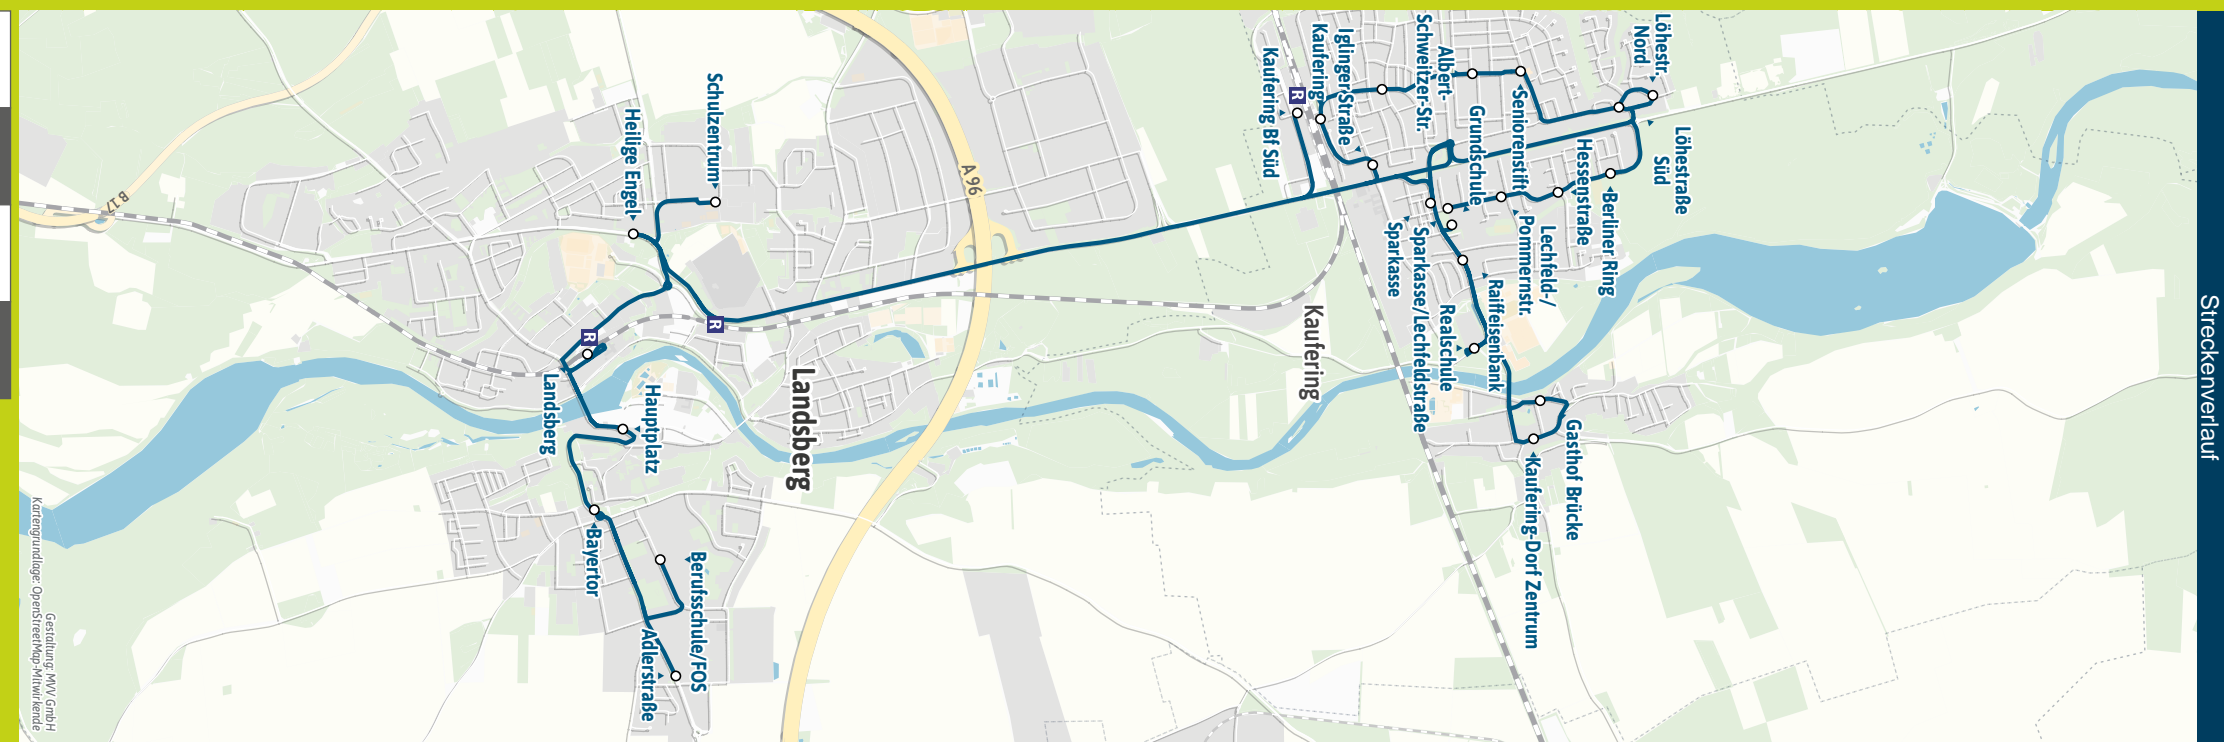 Streckenverlauf
Löhestr.
Nord
Löhestraße
Süd
Berliner Ring
Hessenstraße
Lechfeld-/
Pommernstr.
Seniorenstift
Albert-
Schweitzer-Str.
Grundschule
Iglinger Straße
Kaufering
R
Kaufering Bf Süd
Sparkasse
Sparkasse/Lechfeldstraße
Raiffeisenbank
Realschule
Gasthof Brücke
Kaufering-Dorf Zentrum
Kaufering
A 96
Landsberg
Schulzentrum
Heilige Engel
R
R
Landsberg
Hauptplatz
Bayertor
Berufsschule/FOS
Adlerstraße
B 17
Gestaltung: MVV GmbH
Kartengrundlage: OpenStreetMap-Mitwirkende